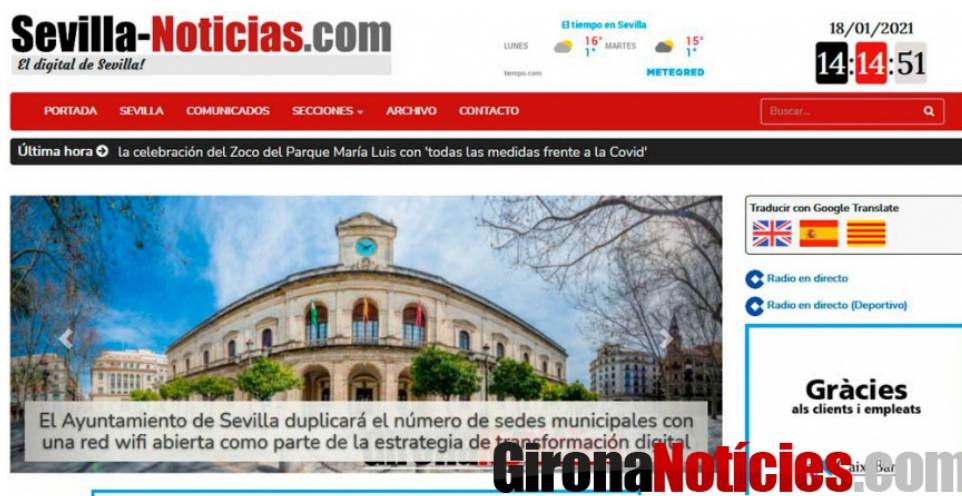 Sevilla-Noticias.com
El digital de Sevilla!
El tiempo en Sevilla
LUNES 16° 1° MARTES 15° 1°
tiempo.com METEORED
18/01/2021
14:14:51
PORTADA SEVILLA COMUNICADOS SECCIONES ARCHIVO CONTACTO
Buscar...
Última hora la celebración del Zoco del Parque María Luis con 'todas las medidas frente a la Covid'
Traducir con Google Translate
Radio en directo
Radio en directo (Deportivo)
Gràcies
als clients i empleats
El Ayuntamiento de Sevilla duplicará el número de sedes municipales con
una red wifi abierta como parte de la estrategia de transformación digital
GironaNotícies.com